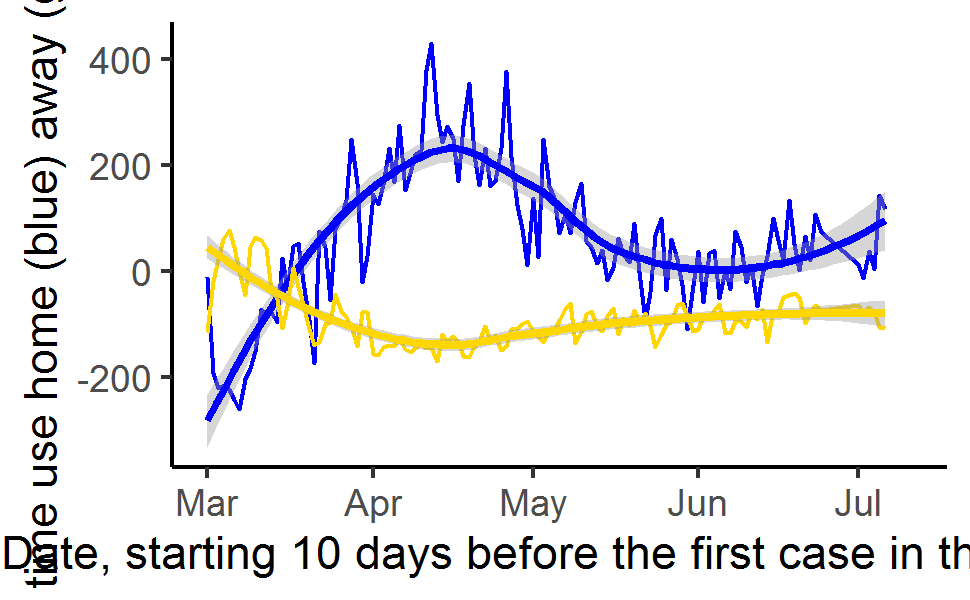 time use home (blue) away (
400
200
0
-200
Mar Apr May Jun Jul
Date, starting 10 days before the first case in th